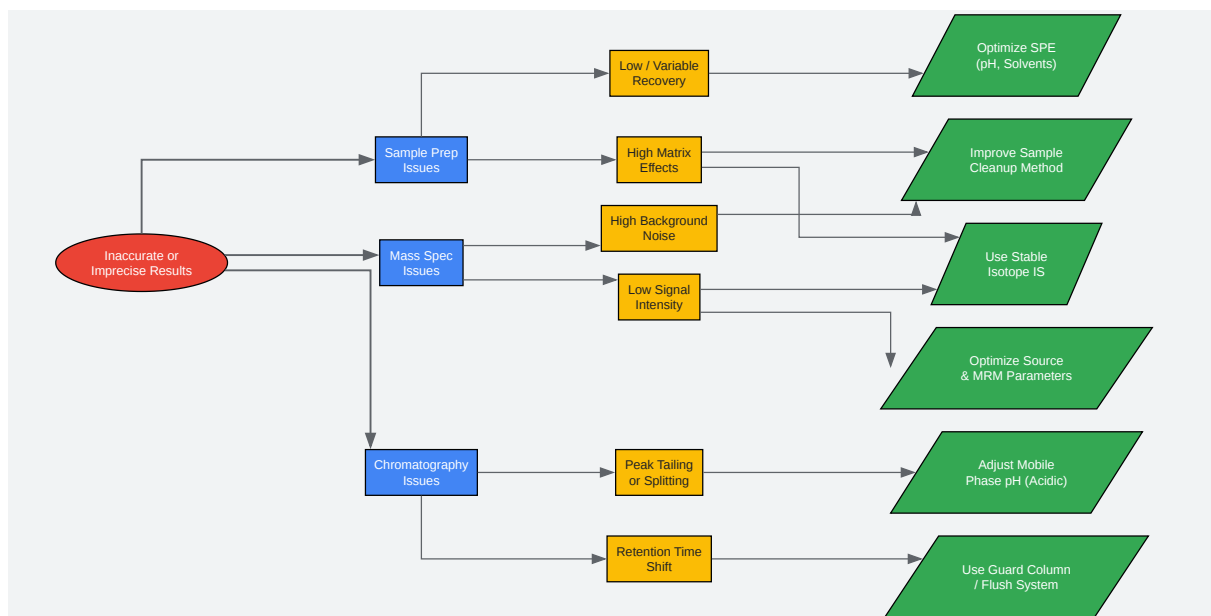 Inaccurate or
Imprecise Results
Sample Prep
Issues
Mass Spec
Issues
Chromatography
Issues
Low / Variable
Recovery
High Matrix
Effects
High Background
Noise
Low Signal
Intensity
Peak Tailing
or Splitting
Retention Time
Shift
Optimize SPE
(pH, Solvents)
Improve Sample
Cleanup Method
Use Stable
Isotope IS
Optimize Source
& MRM Parameters
Adjust Mobile
Phase pH (Acidic)
Use Guard Column
/ Flush System